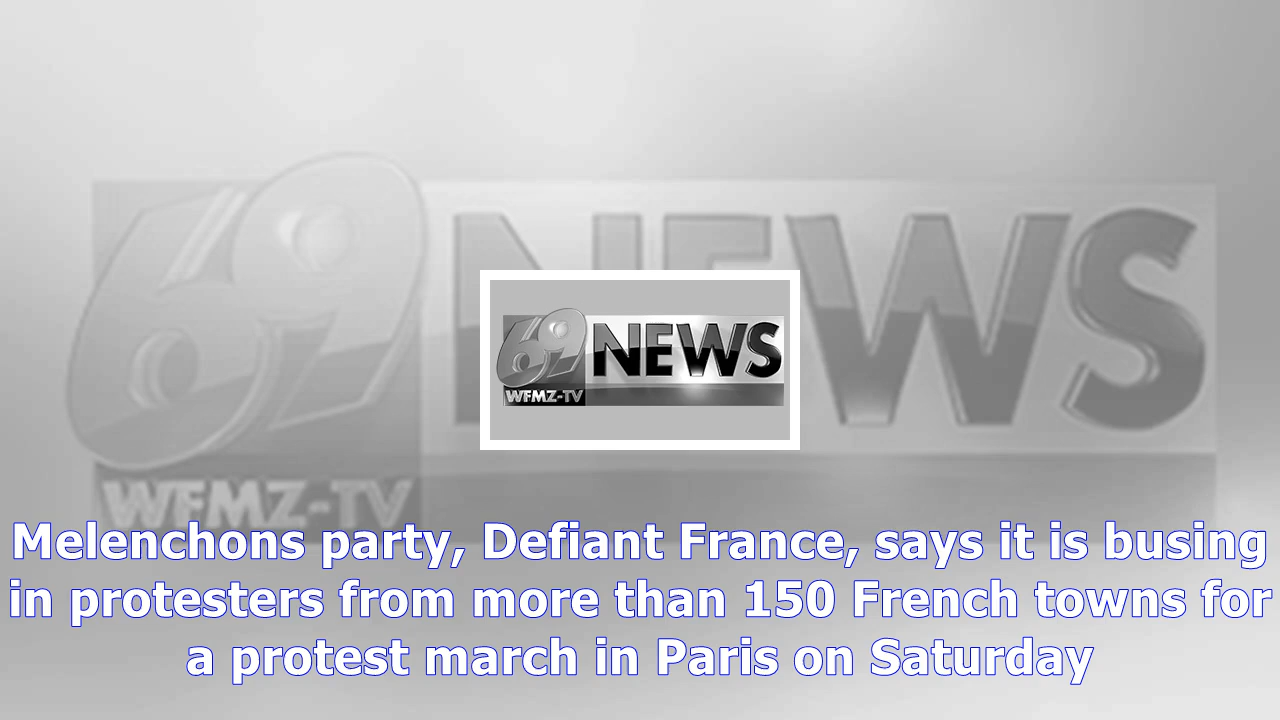 69 NEWS
WFMZ-TV
69 NEWS
WFMZ-TV
Melenchons party, Defiant France, says it is busing
in protesters from more than 150 French towns for
a protest march in Paris on Saturday